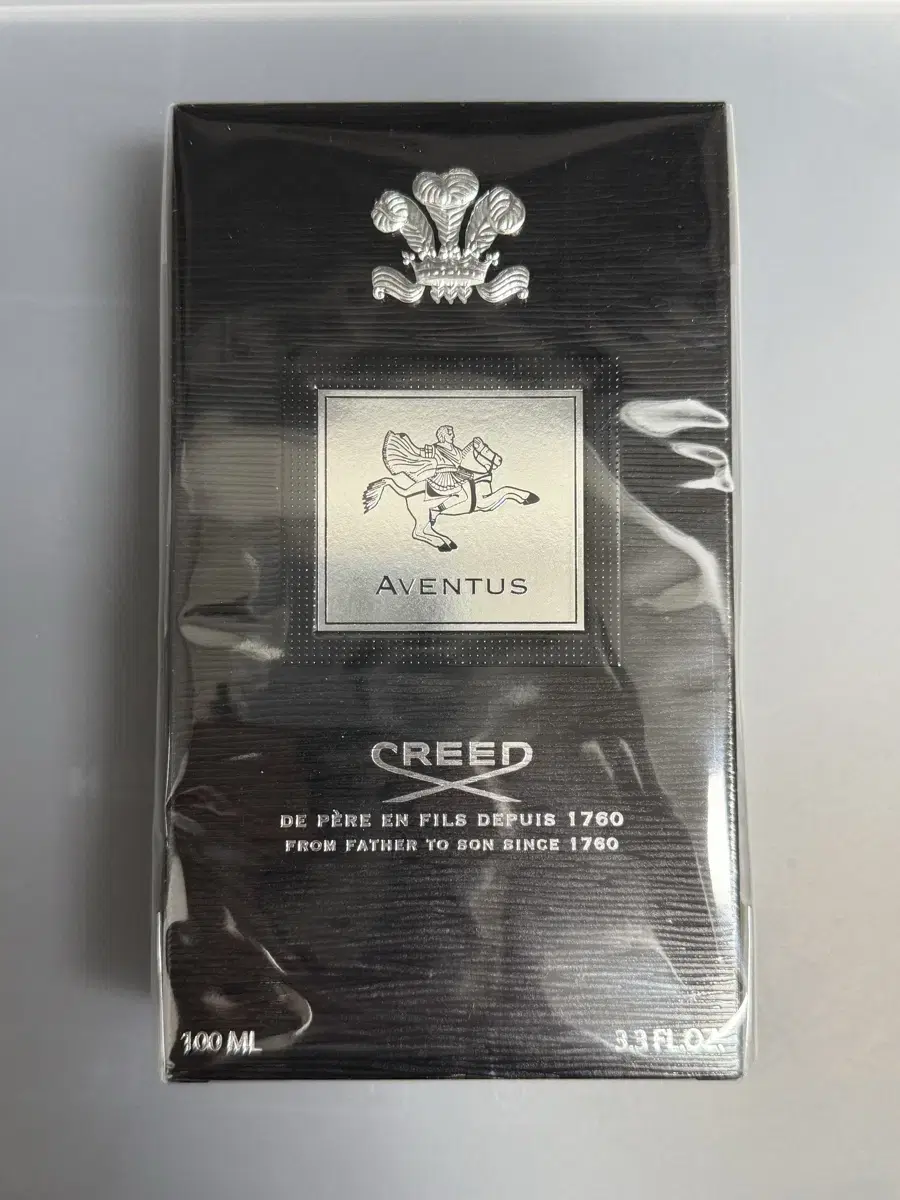 AVENTUS
CREED
DE PÈRE EN FILS DEPUIS 1760
FROM FATHER TO SON SINCE 1760
100 ML
3.3 FL.OZ.